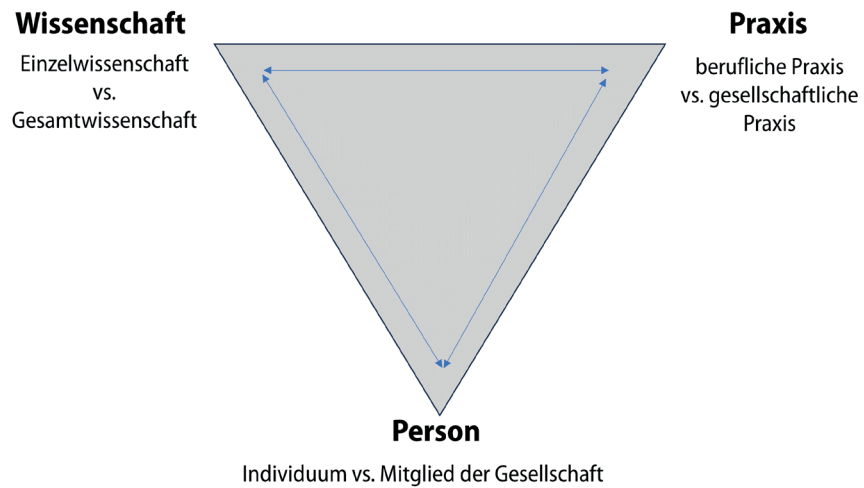 Wissenschaft
Einzelwissenschaft
vs.
Gesamtwissenschaft
Praxis
berufliche Praxis
vs. gesellschaftliche
Praxis
Person
Individuum vs. Mitglied der Gesellschaft